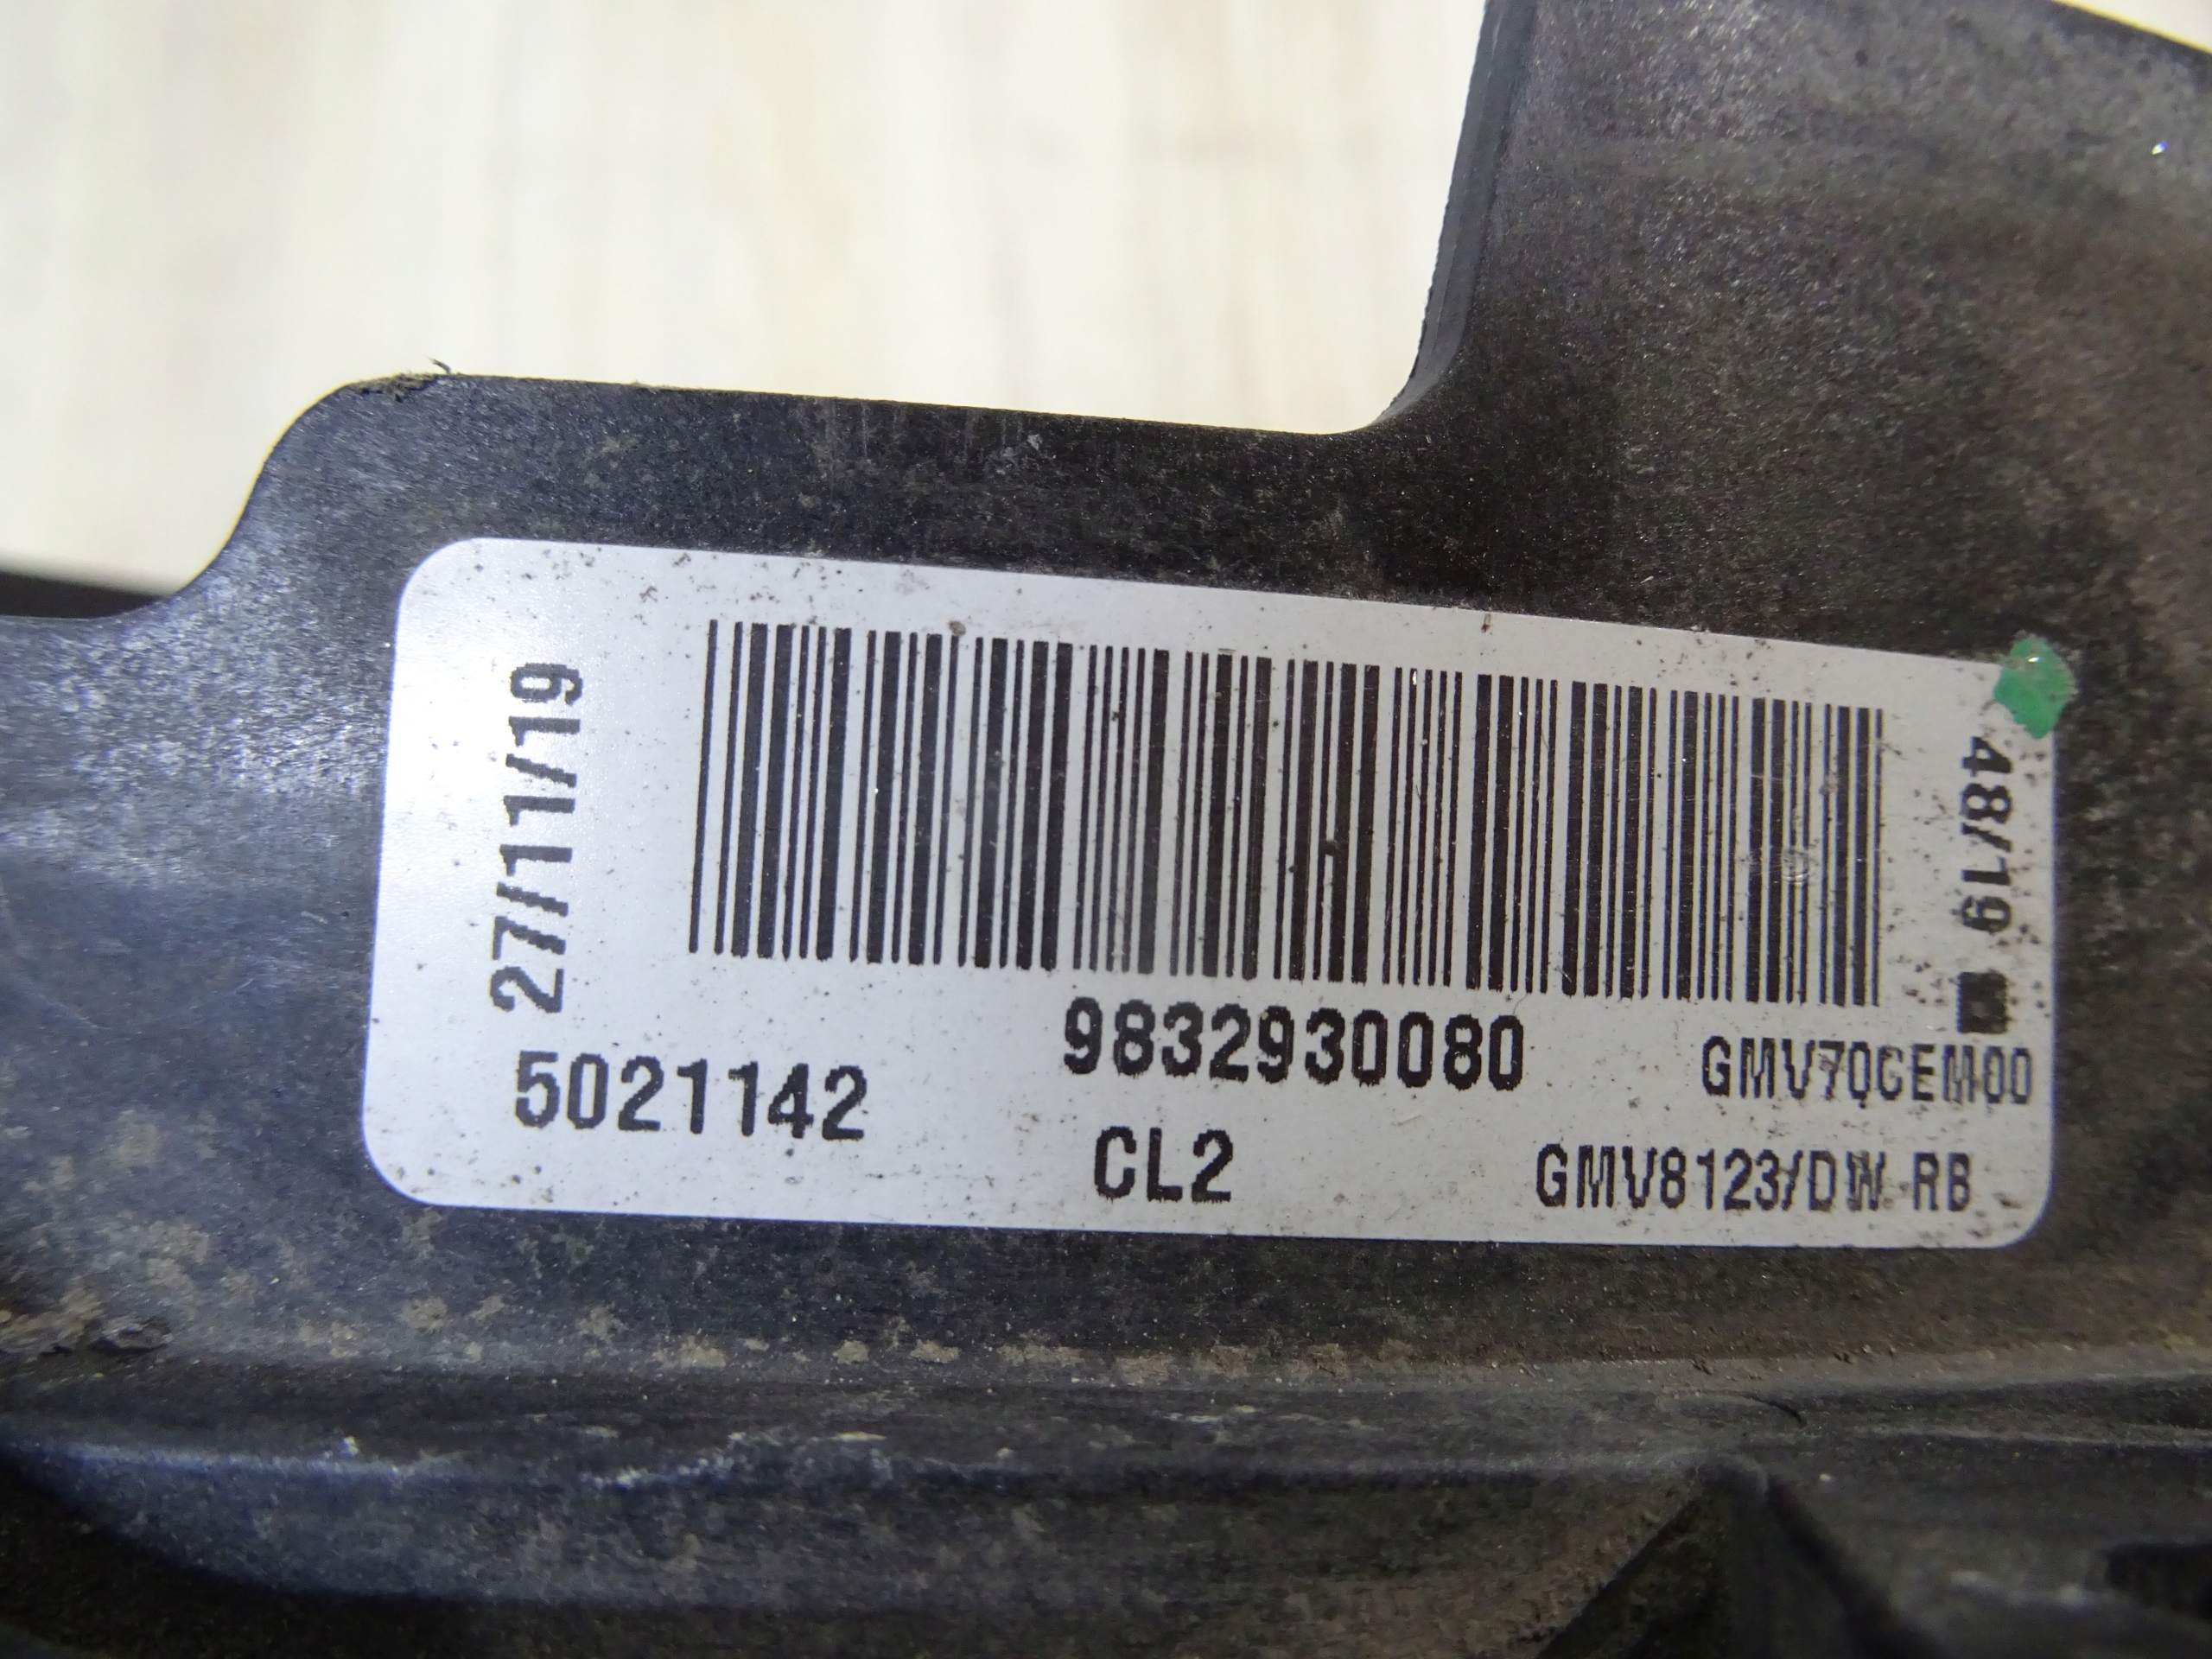 27/11/19
48/19
9832930080
GMV70CEM00
5021142
CL2
GMV8123/DW RB